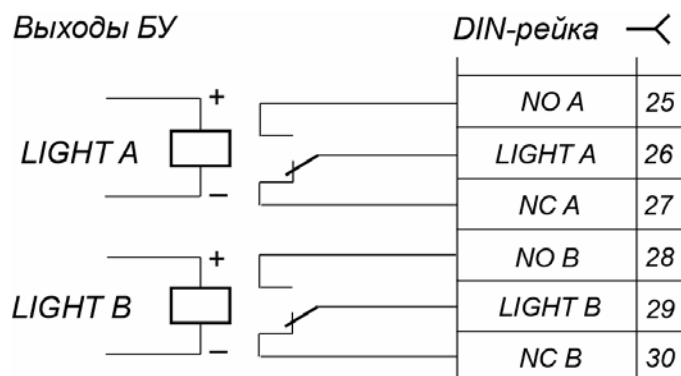 Выходы БУ
DIN-рейка
+
NO A
25
LIGHT A
LIGHT A
26
–
NC A
27
+
NO B
28
LIGHT B
LIGHT B
29
–
NC B
30